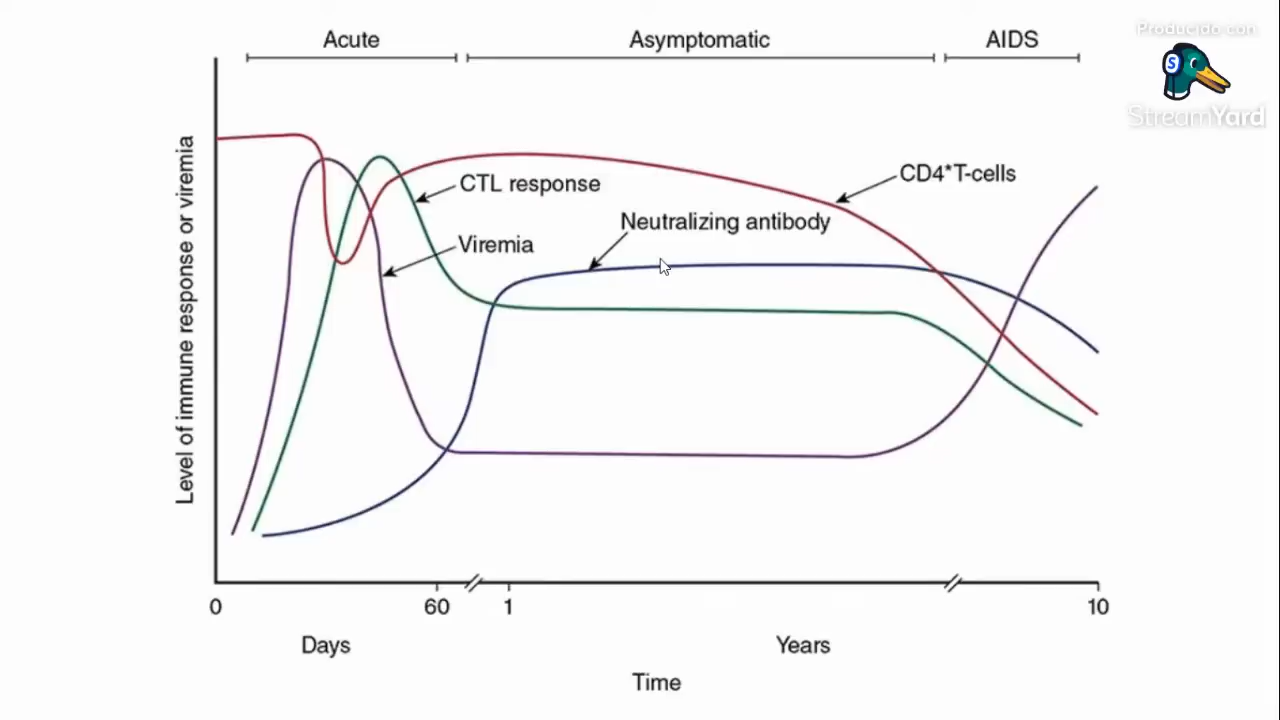 Producido con
StreamYard
Acute
Asymptomatic
AIDS
Level of immune response or viremia
CD4*T-cells
CTL response
Neutralizing antibody
Viremia
0
60
1
10
Days
Years
Time